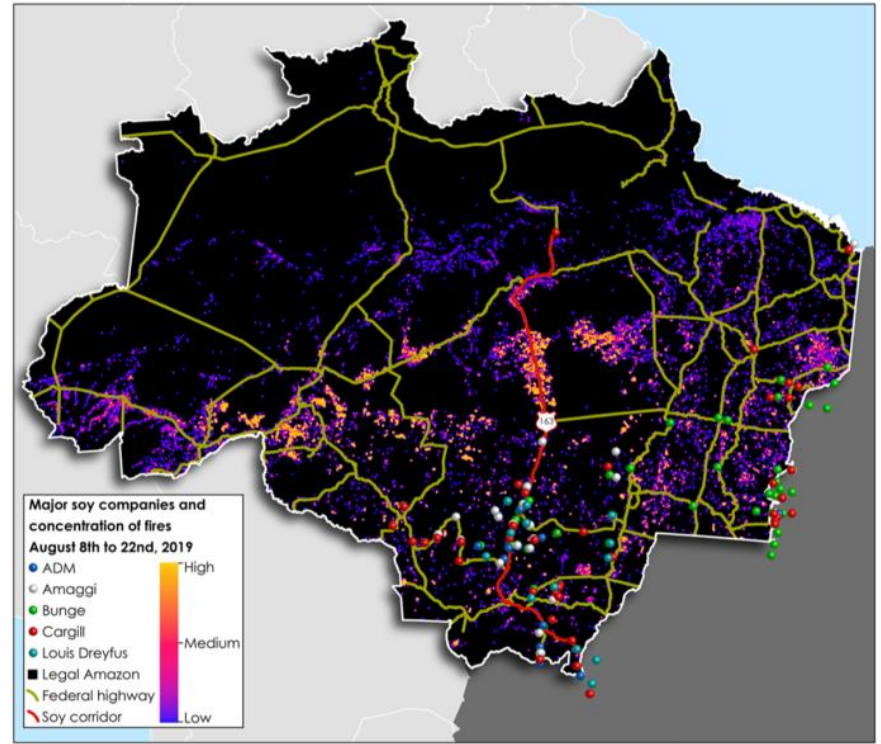 163
Major soy companies and
concentration of fires
August 8th to 22nd, 2019
ADM
Amaggi
Bunge
Cargill
Louis Dreyfus
Legal Amazon
Federal highway
Soy corridor
High
Medium
Low